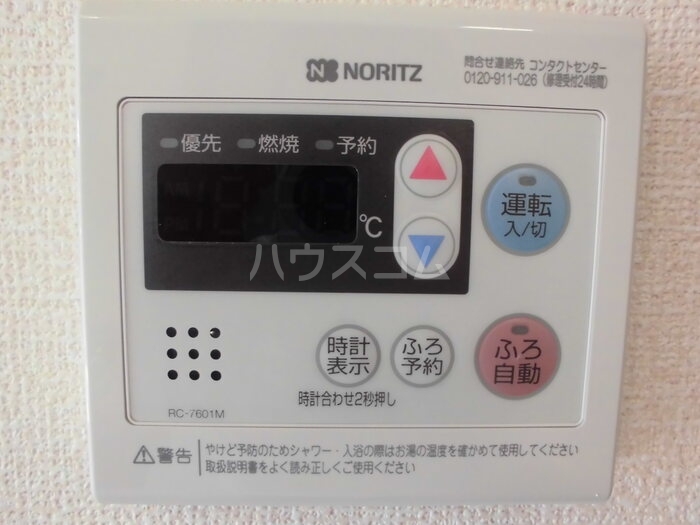 NORITZ
問合せ連絡先 コンタクトセンター
0120-911-026（修理受付24時間）
優先 燃焼 予約
℃
運転
入/切
ハウスコム
時計
表示
ふろ
予約
ふろ
自動
時計合わせ2秒押し
RC-7601M
警告
やけど予防のためシャワー・入浴の際はお湯の温度を確かめて使用してください
取扱説明書をよく読み正しくご使用ください